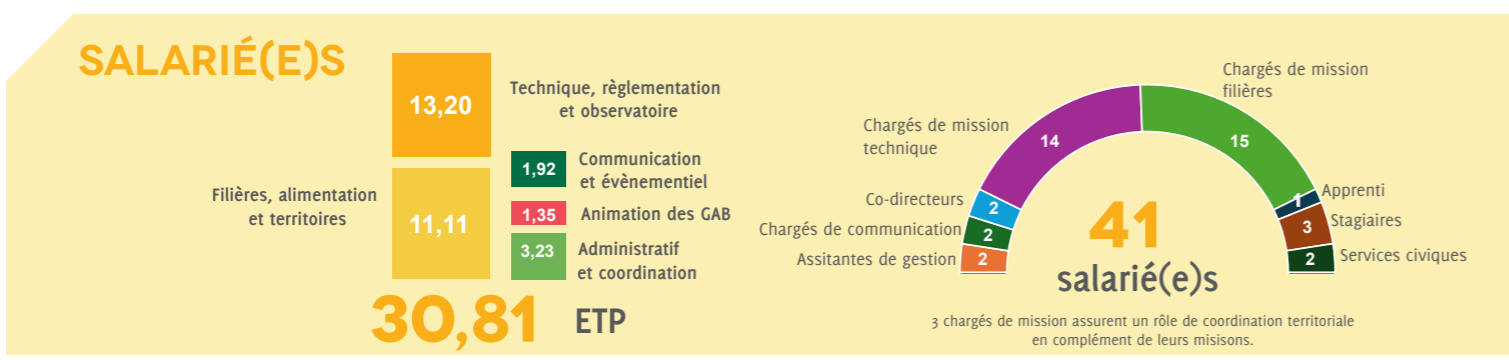 SALARIÉ(E)S
13,20
Technique, règlementation
et observatoire
Filières, alimentation
et territoires
11,11
1,92
Communication
et évènementiel
1,35
Animation des GAB
3,23
Administratif
et coordination
30,81 ETP
Chargés de mission
filières
15
Chargés de mission
technique
14
Co-directeurs
2
Chargés de communication
2
Assitantes de gestion
2
1
Apprenti
3
Stagiaires
2
Services civiques
41
salarié(e)s
3 chargés de mission assurent un rôle de coordination territoriale
en complément de leurs misisons.